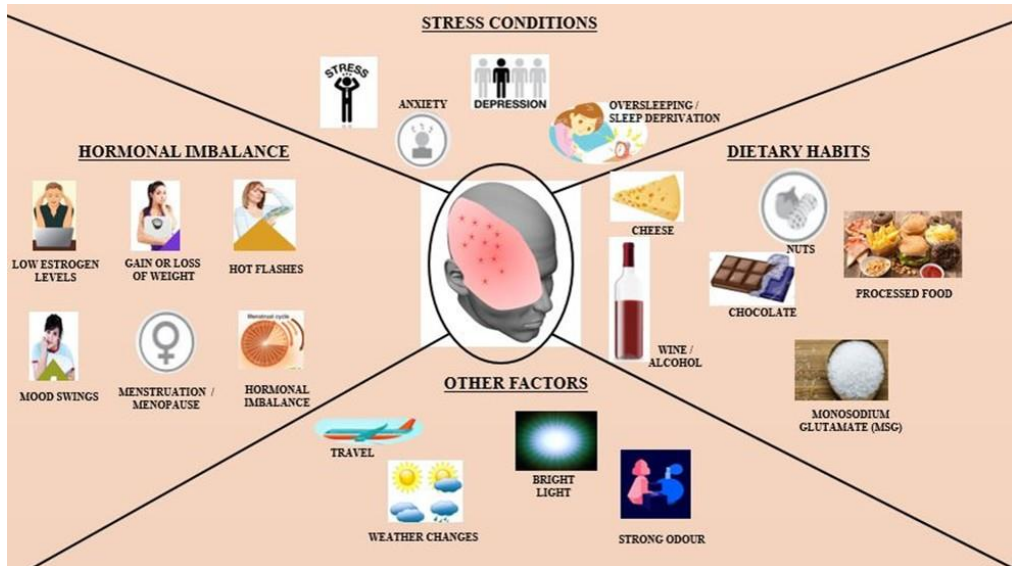 STRESS CONDITIONS
STRESS
ANXIETY
DEPRESSION
OVERSLEEPING /
SLEEP DEPRIVATION
HORMONAL IMBALANCE
LOW ESTROGEN
LEVELS
GAIN OR LOSS
OF WEIGHT
HOT FLASHES
MOOD SWINGS
MENSTRUATION /
MENOPAUSE
Menstrual cycle
HORMONAL
IMBALANCE
DIETARY HABITS
CHEESE
NUTS
PROCESSED FOOD
CHOCOLATE
WINE /
ALCOHOL
MONOSODIUM
GLUTAMATE (MSG)
OTHER FACTORS
TRAVEL
BRIGHT
LIGHT
WEATHER CHANGES
STRONG ODOUR